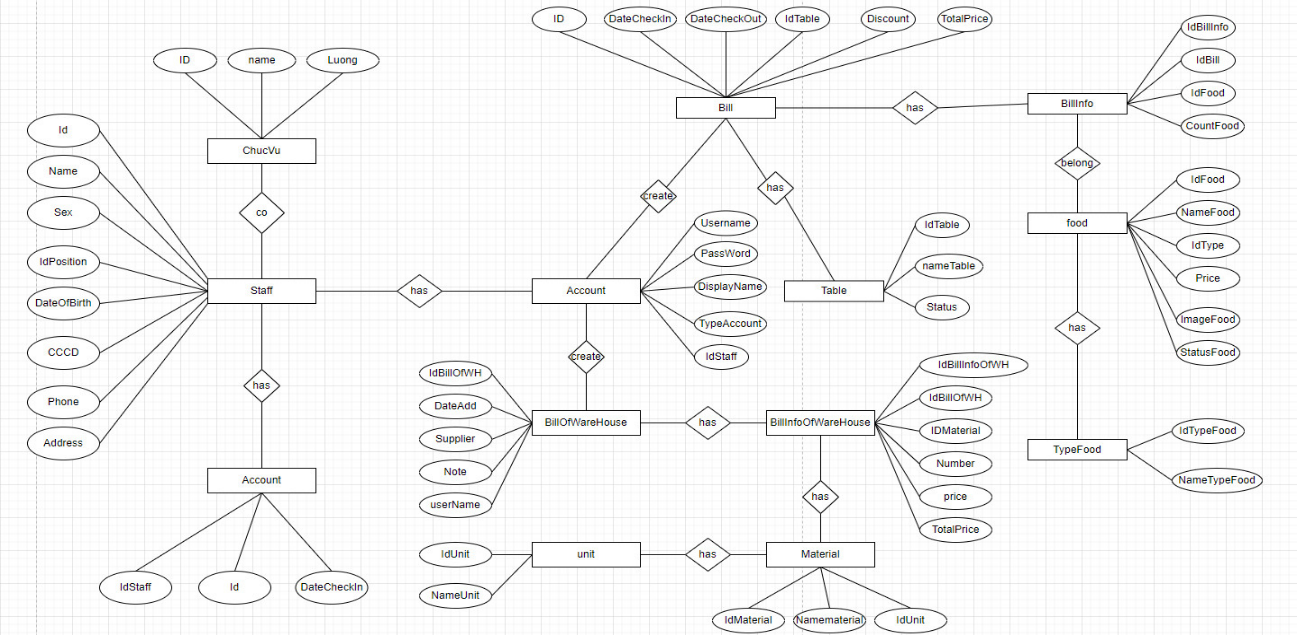 ID
DateCheckIn
DateCheckOut
IdTable
Discount
TotalPrice
IdBillInfo
IdBill
IdFood
CountFood
ID
name
Luong
Bill
has
BillInfo
ChucVu
belong
Id
Name
Sex
IdPosition
DateOfBirth
CCCD
Phone
Address
co
create
has
IdFood
NameFood
IdType
Price
ImageFood
StatusFood
food
Username
PassWord
DisplayName
TypeAccount
IdStaff
IdTable
nameTable
Status
Staff
has
Account
Table
has
create
has
IdBillOfWH
DateAdd
Supplier
Note
userName
BillOfWareHouse
has
BillInfoOfWareHouse
IdBillInfoOfWH
IdBillOfWH
IDMaterial
Number
price
TotalPrice
TypeFood
IdTypeFood
NameTypeFood
Account
has
IdStaff
Id
DateCheckIn
IdUnit
NameUnit
unit
has
Material
IdMaterial
Namematerial
IdUnit